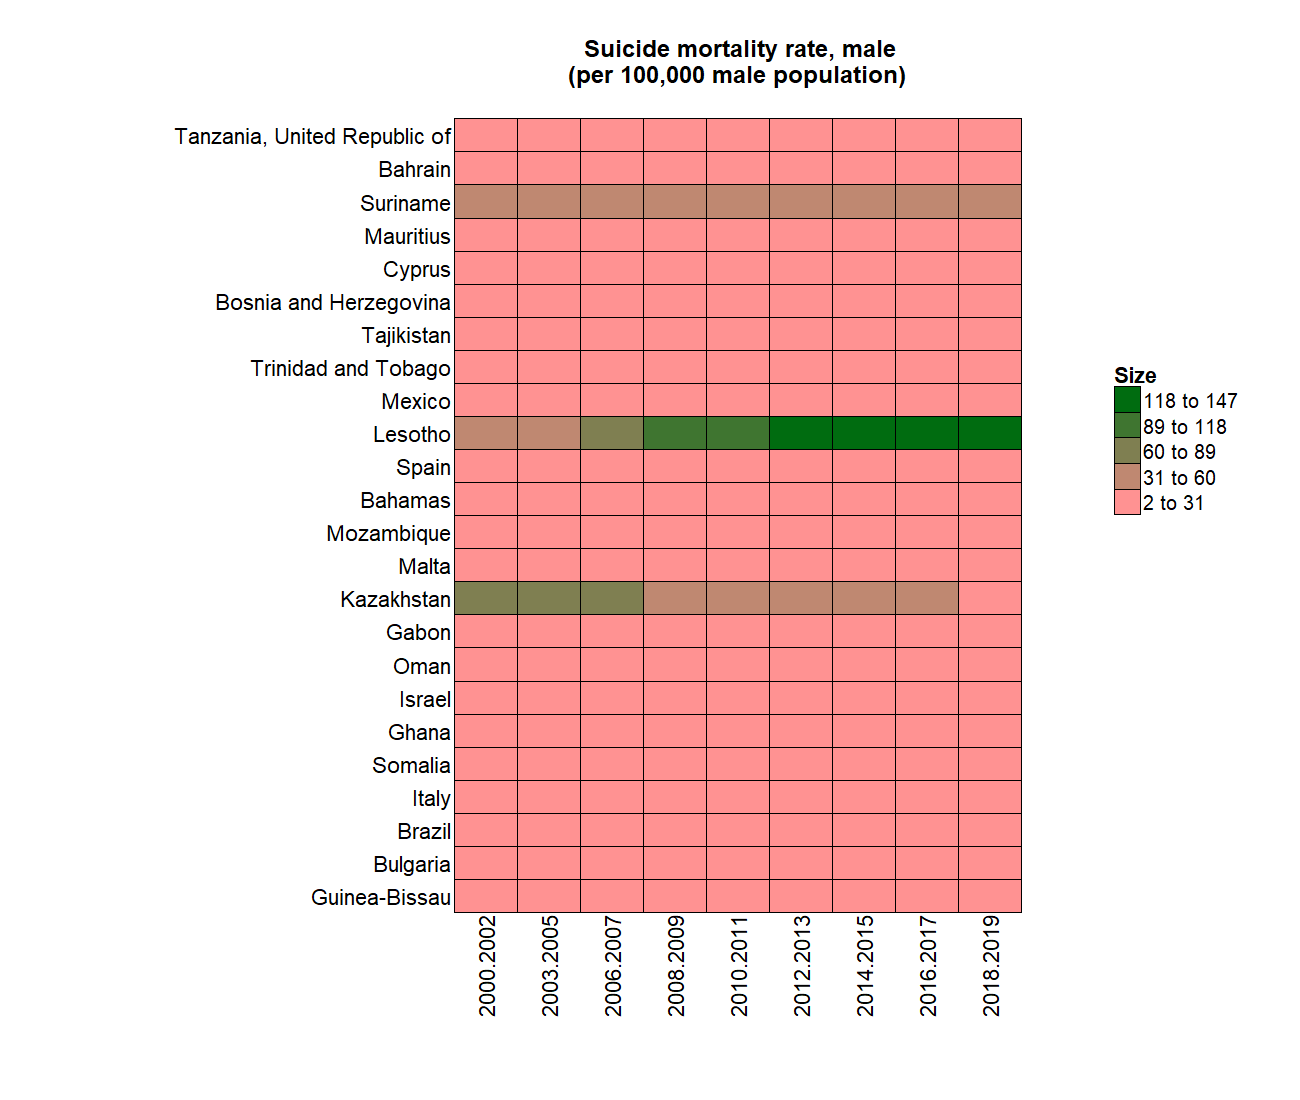 Suicide mortality rate, male
(per 100,000 male population)
Tanzania, United Republic of
Bahrain
Suriname
Mauritius
Cyprus
Bosnia and Herzegovina
Tajikistan
Trinidad and Tobago
Mexico
Lesotho
Spain
Bahamas
Mozambique
Malta
Kazakhstan
Gabon
Oman
Israel
Ghana
Somalia
Italy
Brazil
Bulgaria
Guinea-Bissau
2000.2002
2003.2005
2006.2007
2008.2009
2010.2011
2012.2013
2014.2015
2016.2017
2018.2019
Size
118 to 147
89 to 118
60 to 89
31 to 60
2 to 31